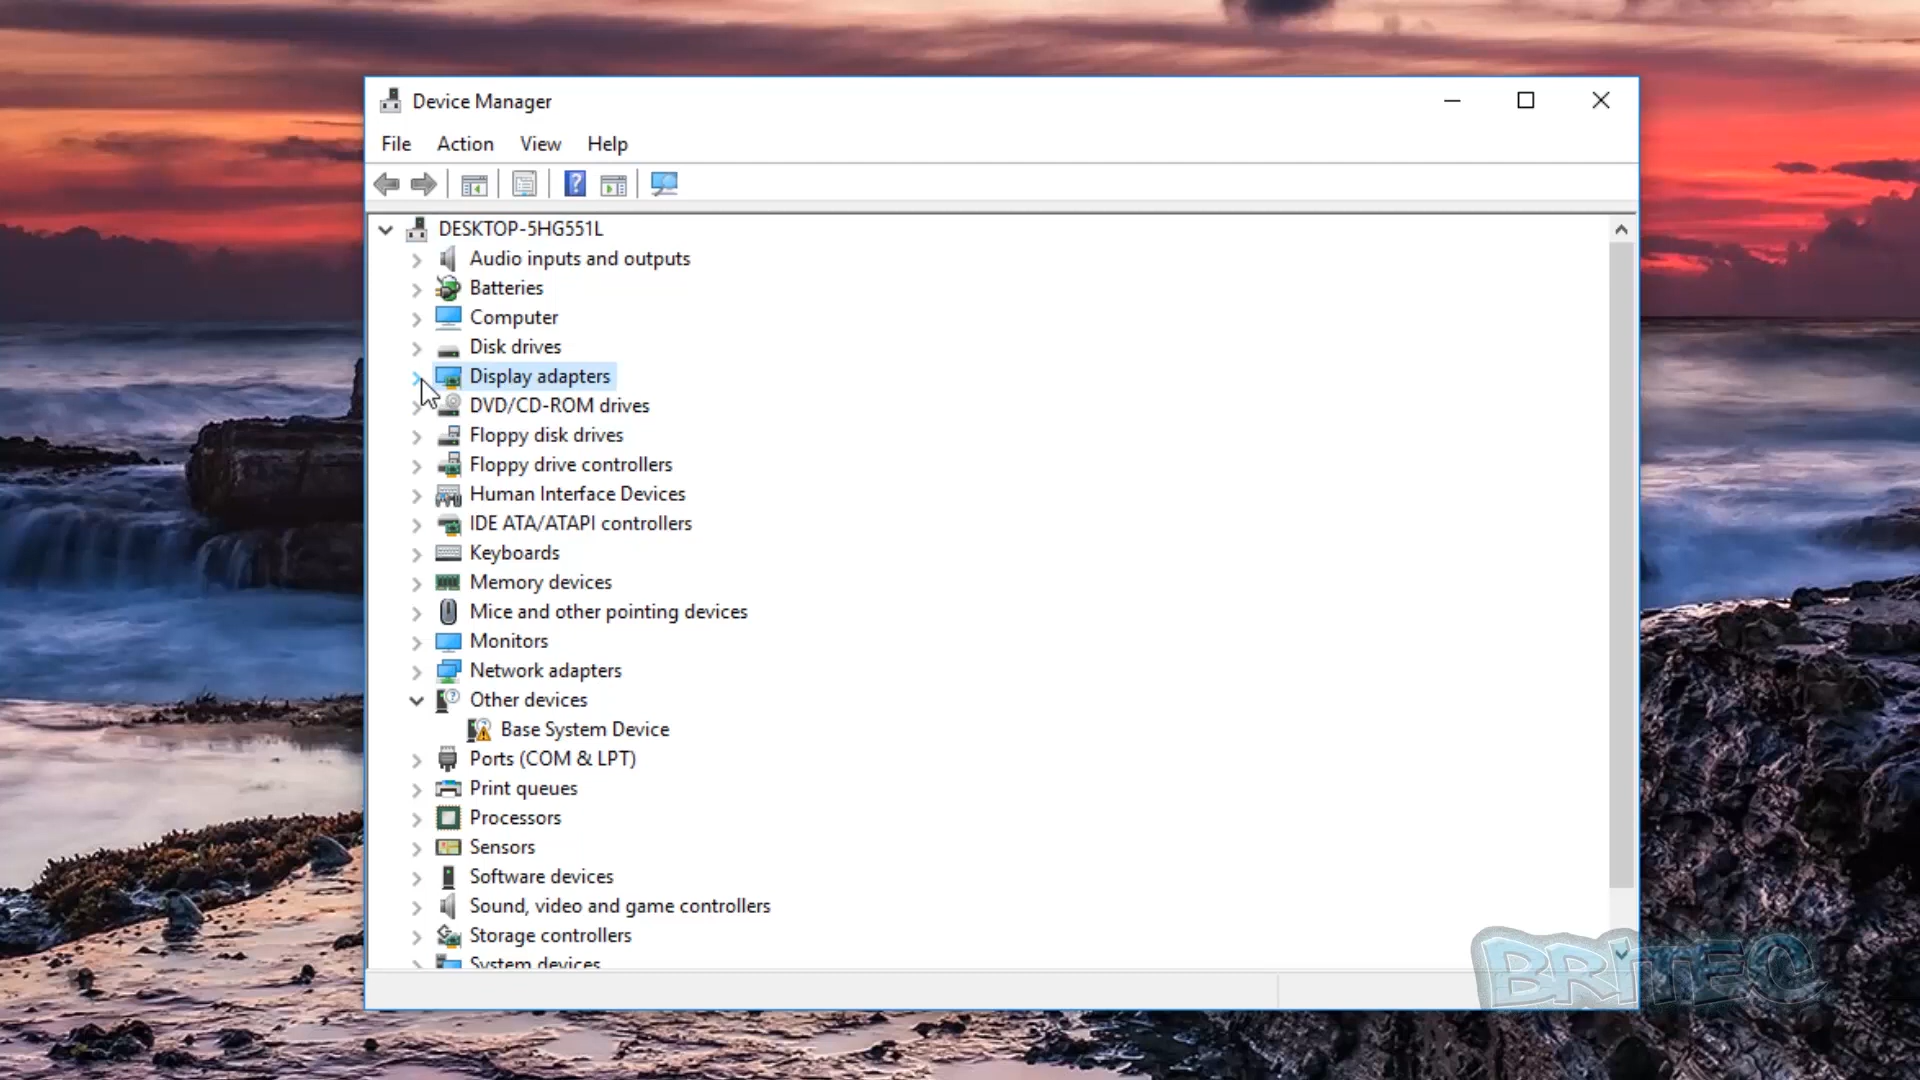 Device Manager
File Action View Help
DESKTOP-5HG551L
Audio inputs and outputs
Batteries
Computer
Disk drives
Display adapters
DVD/CD-ROM drives
Floppy disk drives
Floppy drive controllers
Human Interface Devices
IDE ATA/ATAPI controllers
Keyboards
Memory devices
Mice and other pointing devices
Monitors
Network adapters
Other devices
Base System Device
Ports (COM & LPT)
Print queues
Processors
Sensors
Software devices
Sound, video and game controllers
Storage controllers
System devices
BRITEC